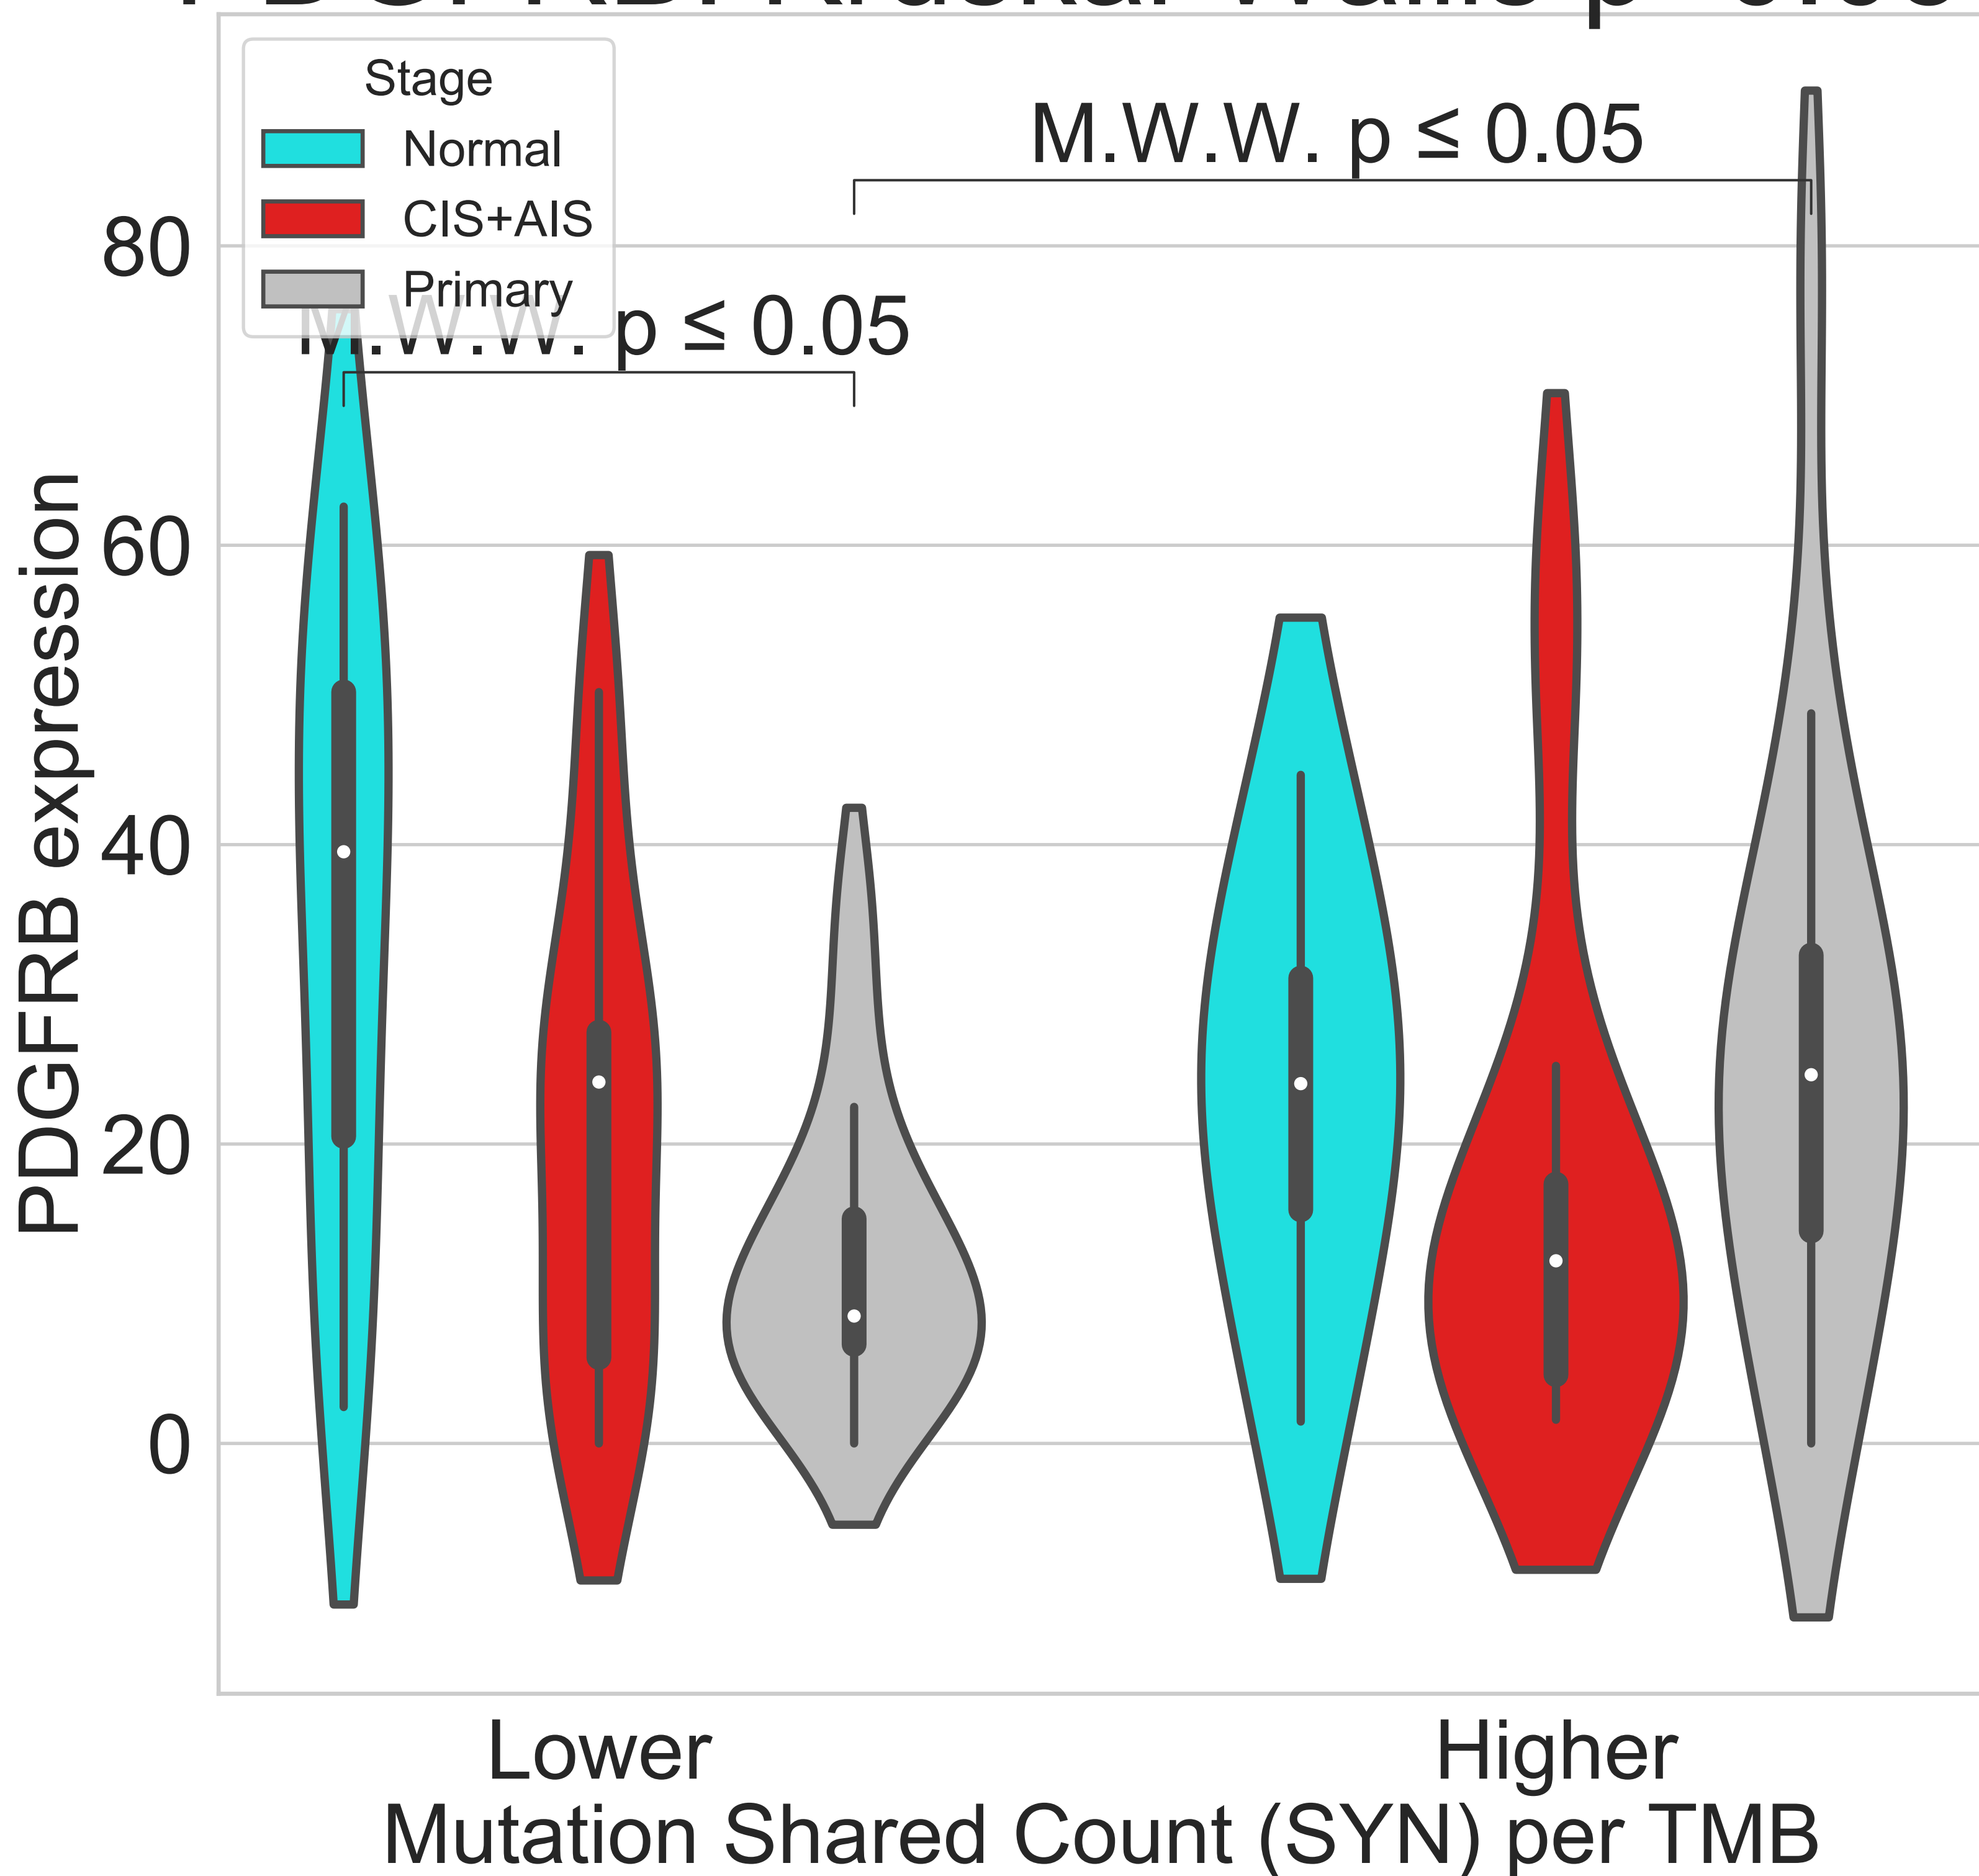 Stage
Normal
CIS+AIS
Primary
M.W.W. p ≤ 0.05
M.W.W. p ≤ 0.05
80
60
40
20
0
PDGFRB expression
Lower
Higher
Mutation Shared Count (SYN) per TMB